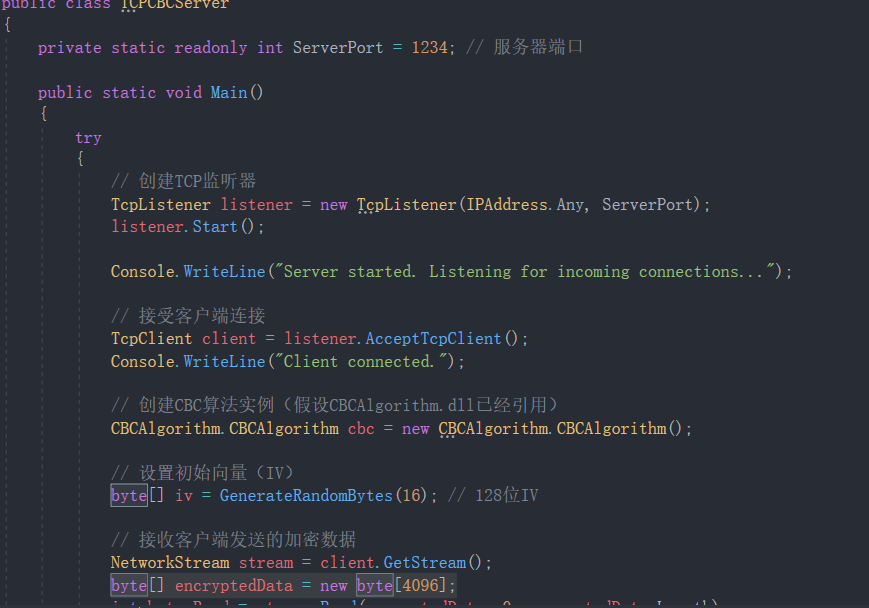 public class TCPCBCServer
{
private static readonly int ServerPort = 1234; // 服务器端口
public static void Main()
{
try
{
// 创建TCP监听器
TcpListener listener = new TcpListener(IPAddress.Any, ServerPort);
listener.Start();
Console.WriteLine("Server started. Listening for incoming connections...");
// 接受客户端连接
TcpClient client = listener.AcceptTcpClient();
Console.WriteLine("Client connected.");
// 创建CBC算法实例（假设CBCAlgorithm.dll已经引用）
CBCAlgorithm.CBCAlgorithm cbc = new CBCAlgorithm.CBCAlgorithm();
// 设置初始向量（IV）
byte[] iv = GenerateRandomBytes(16); // 128位IV
// 接收客户端发送的加密数据
NetworkStream stream = client.GetStream();
byte[] encryptedData = new byte[4096];